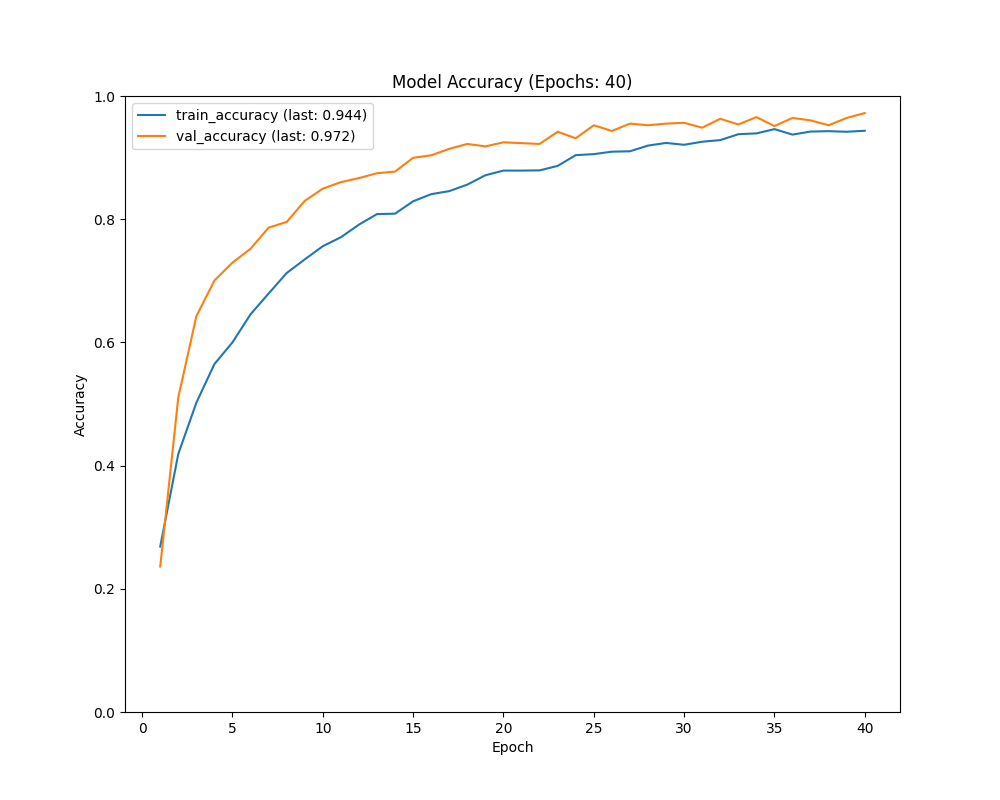 Model Accuracy (Epochs: 40)
train_accuracy (last: 0.944)
val_accuracy (last: 0.972)
1.0
0.8
0.6
0.4
0.2
0.0
Accuracy
0 5 10 15 20 25 30 35 40
Epoch